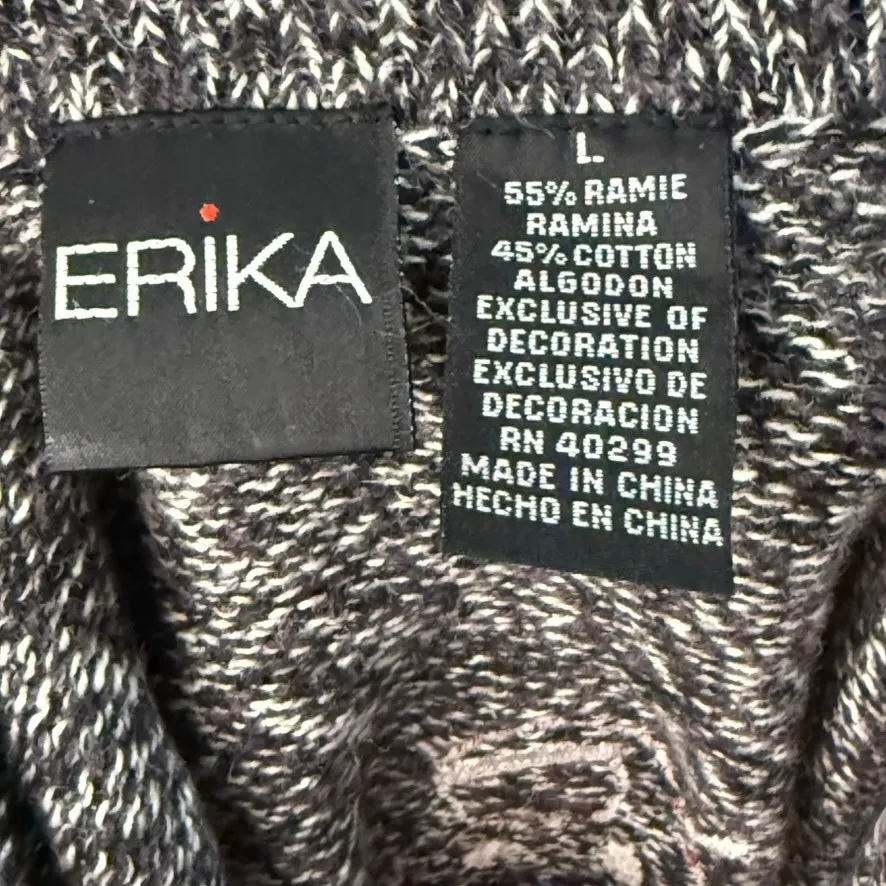 ERiKA
L.
55% RAMIE
RAMINA
45% COTTON
ALGODON
EXCLUSIVE OF
DECORATION
EXCLUSIVO DE
DECORACION
RN 40299
MADE IN CHINA
HECHO EN CHINA